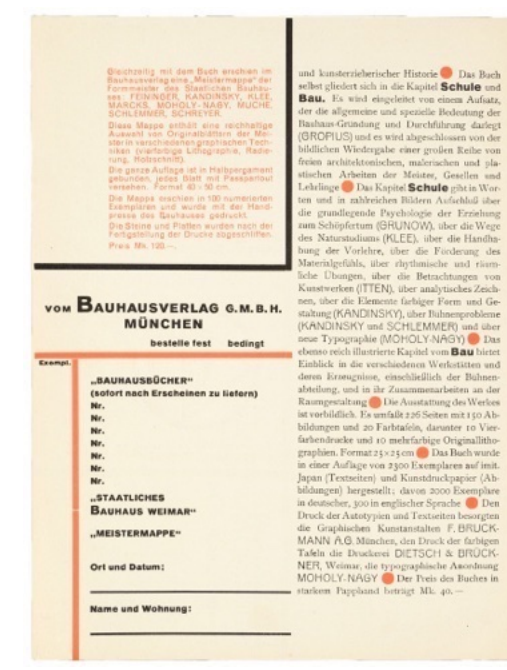 Gleichzeitig mit dem Buch erschien im
Bauhausverlag eine „Meistermappe" der
Formmeister des Staatlichen Bauhau-
ses: FEININGER, KANDINSKY, KLEE,
MARCKS, MOHOLY-NAGY, MUCHE,
SCHLEMMER, SCHREYER.
Diese Mappe enthält eine reichhaltige
Auswahl von Originalblättern der Mei-
ster in verschiedenen graphischen Tech-
niken (vierfarbige Lithographie, Radie-
rung, Holzschnitt).
Die ganze Auflage ist in Halbpergament
gebunden, jedes Blatt mit Passepartout
versehen. Format 40 × 50 cm.
Die Mappe erschien in 100 numerierten
Exemplaren und wurde mit der Hand-
presse des Bauhauses gedruckt.
Die Steine und Platten wurden nach der
Fertigstellung der Drucke abgeschliffen.
Preis Mk. 120.—.
VOM BAUHAUSVERLAG G.M.B.H.
MÜNCHEN
bestelle fest bedingt
Exempl.
„BAUHAUSBÜCHER"
(sofort nach Erscheinen zu liefern)
Nr.
Nr.
Nr.
Nr.
Nr.
Nr.
Nr.
„STAATLICHES
BAUHAUS WEIMAR"
„MEISTERMAPPE"
Ort und Datum:
Name und Wohnung:
und kunsterzieherischer Historie Das Buch
selbst gliedert sich in die Kapitel Schule und
Bau. Es wird eingeleitet von einem Aufsatz,
der die allgemeine und spezielle Bedeutung der
Bauhaus-Gründung und Durchführung darlegt
(GROPIUS) und es wird abgeschlossen von der
bildlichen Wiedergabe einer großen Reihe von
freien architektonischen, malerischen und pla-
stischen Arbeiten der Meister, Gesellen und
Lehrlinge Das Kapitel Schule gibt in Wor-
ten und in zahlreichen Bildern Aufschluß über
die grundlegende Psychologie der Erziehung
zum Schöpfertum (GRUNOW), über die Wege
des Naturstudiums (KLEE), über die Handha-
bung der Vorlehre, über die Förderung des
Materialgefühls, über rhythmische und räum-
liche Übungen, über die Betrachtungen von
Kunstwerken (ITTEN), über analytisches Zeich-
nen, über die Elemente farbiger Form und Ge-
staltung (KANDINSKY), über Bühnenprobleme
(KANDINSKY und SCHLEMMER) und über
neue Typographie (MOHOLY-NAGY) Das
ebenso reich illustrierte Kapitel vom Bau bietet
Einblick in die verschiedenen Werkstätten und
deren Erzeugnisse, einschließlich der Bühnen-
abteilung, und in ihr Zusammenarbeiten an der
Raumgestaltung Die Ausstattung des Werkes
ist vorbildlich. Es umfaßt 226 Seiten mit 150 Ab-
bildungen und 20 Farbtafeln, darunter 10 Vier-
farbendrucke und 10 mehrfarbige Originallitho-
graphien. Format 25 × 25 cm Das Buch wurde
in einer Auflage von 2300 Exemplaren auf imit.
Japan (Textseiten) und Kunstdruckpapier (Ab-
bildungen) hergestellt; davon 2000 Exemplare
in deutscher, 300 in englischer Sprache Den
Druck der Autotypien und Textseiten besorgten
die Graphischen Kunstanstalten F. BRUCK-
MANN A.G. München, den Druck der farbigen
Tafeln die Druckerei DIETSCH & BRÜCK-
NER, Weimar, die typographische Anordnung
MOHOLY-NAGY Der Preis des Buches in
starkem Pappband beträgt Mk. 40.—